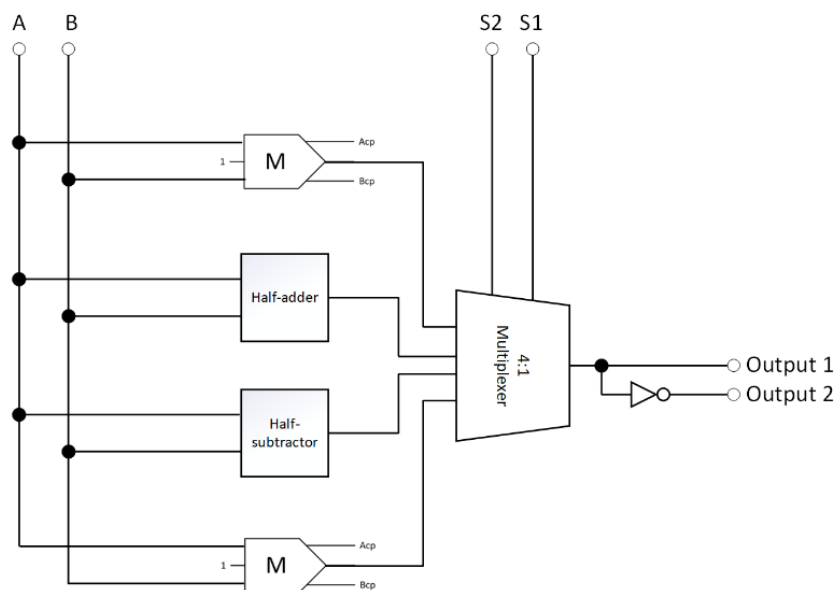 A B S2 S1
Acp
1 M
Bcp
Half-adder
4:1
Multiplexer
Output 1
Output 2
Half-
subtractor
Acp
1 M
Bcp